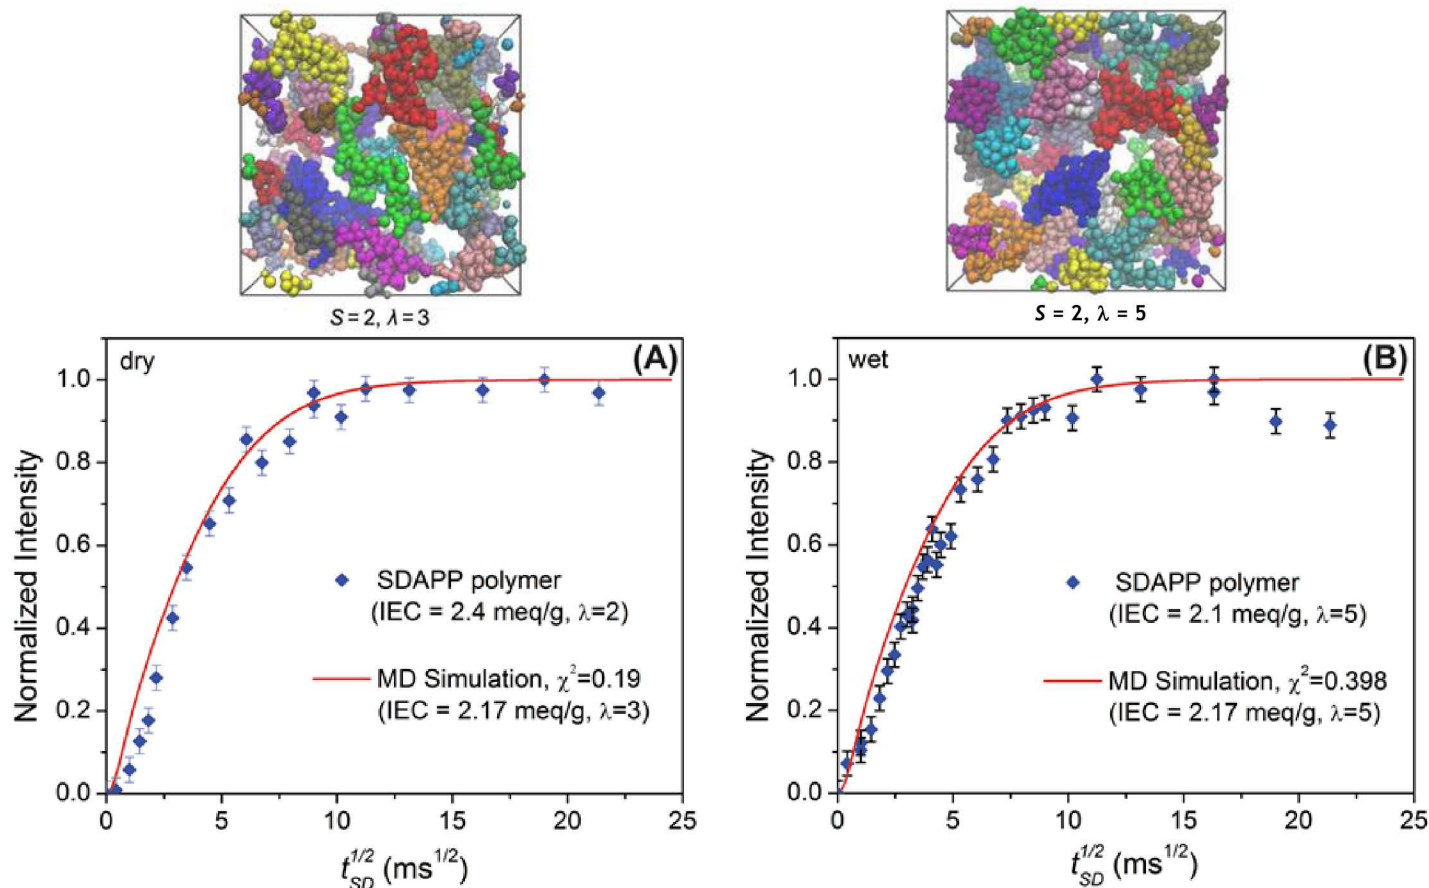 S = 2, λ = 3
S = 2, λ = 5
dry
(A)
1.0
0.8
0.6
0.4
0.2
0.0
Normalized Intensity
SDAPP polymer
(IEC = 2.4 meq/g, λ=2)
MD Simulation, χ²=0.19
(IEC = 2.17 meq/g, λ=3)
0 5 10 15 20 25
t_SD^1/2 (ms^1/2)
wet
(B)
1.0
0.8
0.6
0.4
0.2
0.0
Normalized Intensity
SDAPP polymer
(IEC = 2.1 meq/g, λ=5)
MD Simulation, χ²=0.398
(IEC = 2.17 meq/g, λ=5)
0 5 10 15 20 25
t_SD^1/2 (ms^1/2)